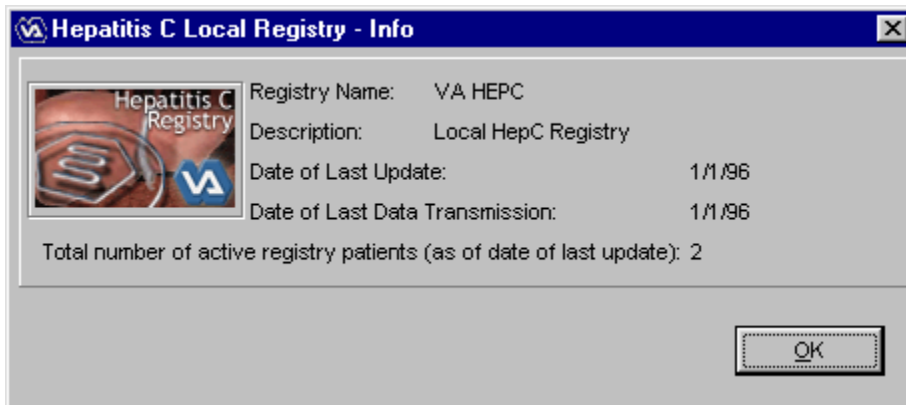 VA Hepatitis C Local Registry - Info
Hepatitis C
Registry
VA
Registry Name: VA HEPC
Description: Local HepC Registry
Date of Last Update: 1/1/96
Date of Last Data Transmission: 1/1/96
Total number of active registry patients (as of date of last update): 2
OK